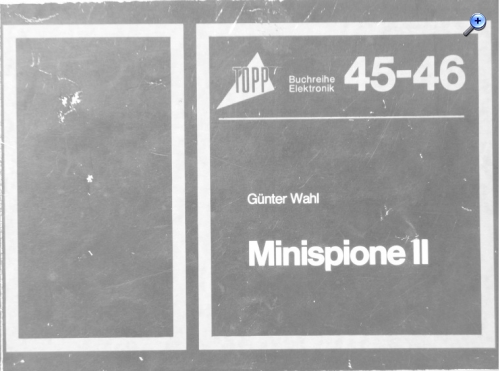 TOPP
Buchreihe
Elektronik
45-46
Günter Wahl
Minispione II